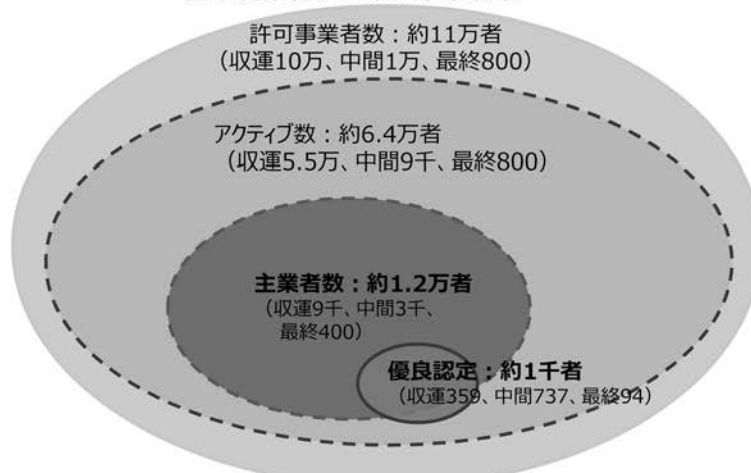 許可事業者数：約11万者
（収運10万、中間1万、最終800）
アクティブ数：約6.4万者
（収運5.5万、中間9千、最終800）
主業者数：約1.2万者
（収運9千、中間3千、
最終400）
優良認定：約1千者
（収運359、中間737、最終94）